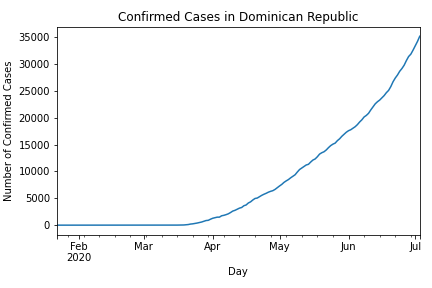 Confirmed Cases in Dominican Republic
35000
30000
25000
20000
15000
10000
5000
0
Number of Confirmed Cases
Feb Mar Apr May Jun Jul
2020
Day